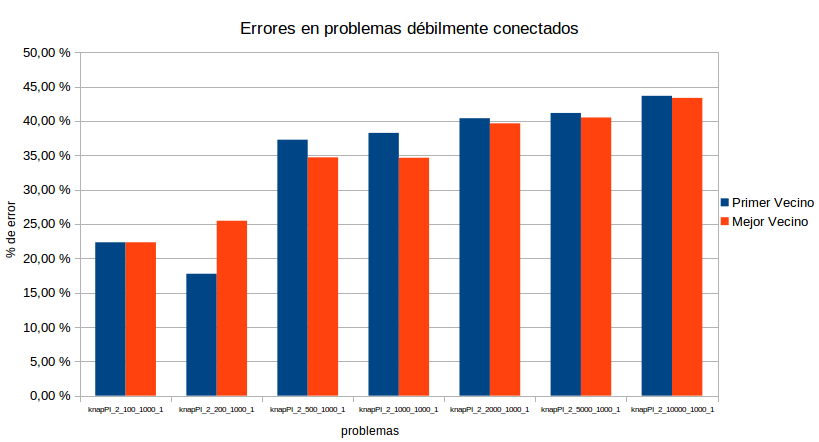 Errores en problemas débilmente conectados
50,00 %
45,00 %
40,00 %
35,00 %
30,00 %
25,00 %
20,00 %
15,00 %
10,00 %
5,00 %
0,00 %
% de error
knapPI_2_100_1000_1
knapPI_2_200_1000_1
knapPI_2_500_1000_1
knapPI_2_1000_1000_1
knapPI_2_2000_1000_1
knapPI_2_5000_1000_1
knapPI_2_10000_1000_1
problemas
Primer Vecino
Mejor Vecino